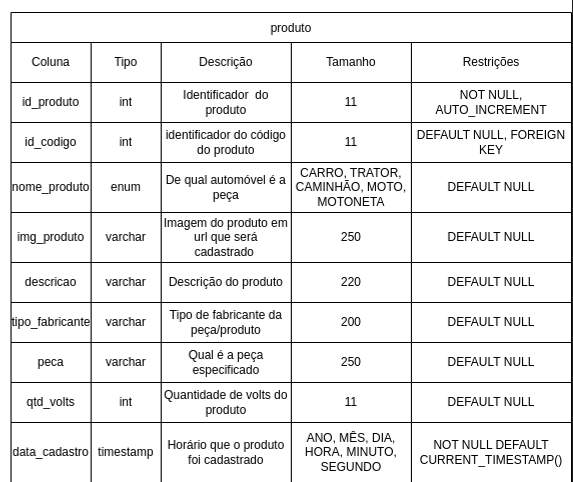 produto
Coluna Tipo Descrição Tamanho Restrições
id_produto int Identificador do produto 11 NOT NULL, AUTO_INCREMENT
id_codigo int identificador do código do produto 11 DEFAULT NULL, FOREIGN KEY
nome_produto enum De qual automóvel é a peça CARRO, TRATOR, CAMINHÃO, MOTO, MOTONETA DEFAULT NULL
img_produto varchar Imagem do produto em url que será cadastrado 250 DEFAULT NULL
descricao varchar Descrição do produto 220 DEFAULT NULL
tipo_fabricante varchar Tipo de fabricante da peça/produto 200 DEFAULT NULL
peca varchar Qual é a peça especificado 250 DEFAULT NULL
qtd_volts int Quantidade de volts do produto 11 DEFAULT NULL
data_cadastro timestamp Horário que o produto foi cadastrado ANO, MÊS, DIA, HORA, MINUTO, SEGUNDO NOT NULL DEFAULT CURRENT_TIMESTAMP()